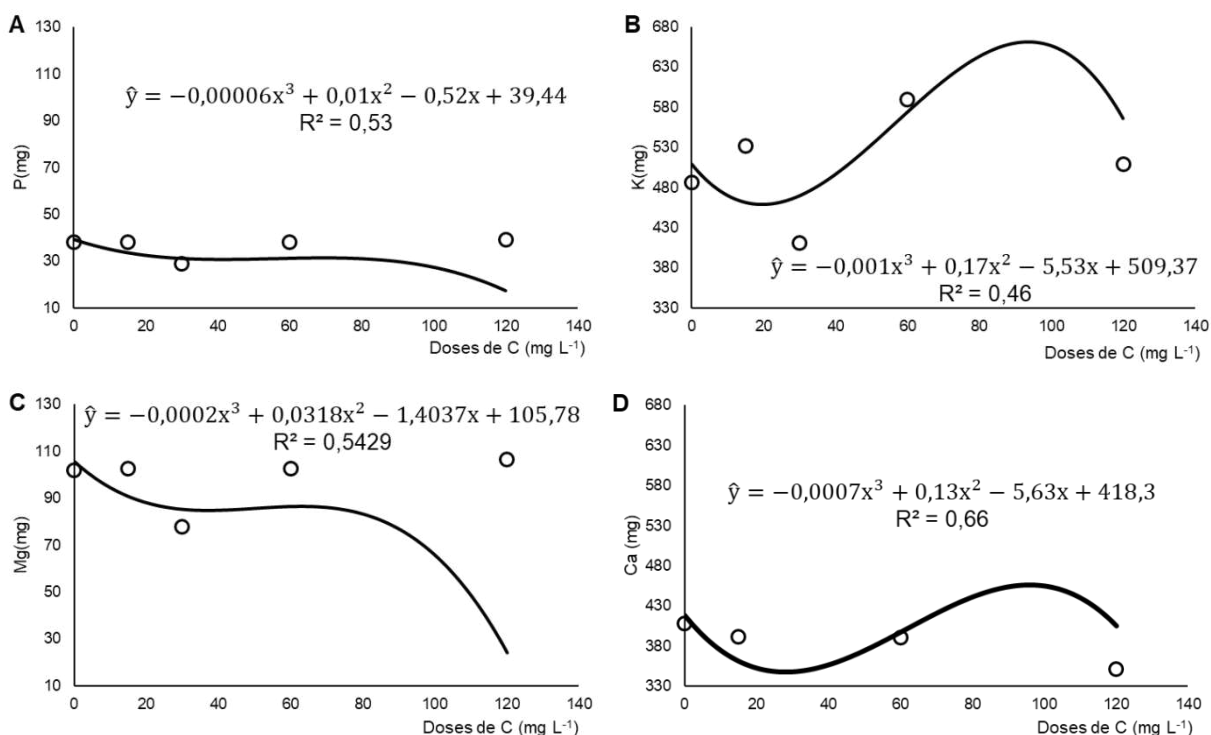 A
130
110
90
70
50
30
10
P(mg)
ŷ = −0,00006x³ + 0,01x² − 0,52x + 39,44
R² = 0,53
0 20 40 60 80 100 120 140
Doses de C (mg L⁻¹)
B
680
630
580
530
480
430
380
330
K(mg)
ŷ = −0,001x³ + 0,17x² − 5,53x + 509,37
R² = 0,46
0 20 40 60 80 100 120 140
Doses de C (mg L⁻¹)
C
130
110
90
70
50
30
10
Mg(mg)
ŷ = −0,0002x³ + 0,0318x² − 1,4037x + 105,78
R² = 0,5429
0 20 40 60 80 100 120 140
Doses de C (mg L⁻¹)
D
680
630
580
530
480
430
380
330
Ca (mg)
ŷ = −0,0007x³ + 0,13x² − 5,63x + 418,3
R² = 0,66
0 20 40 60 80 100 120 140
Doses de C (mg L⁻¹)